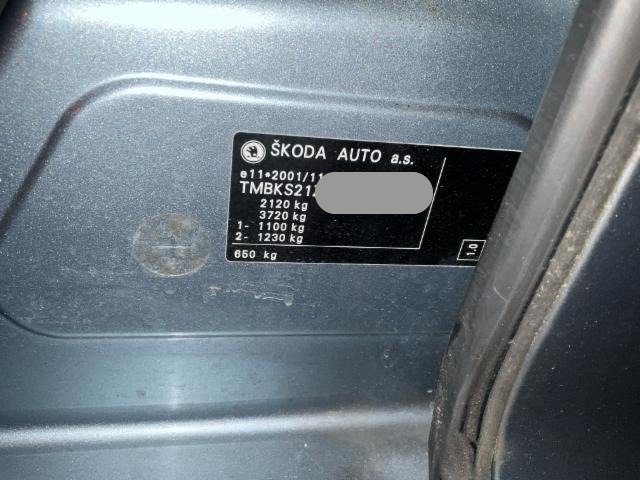 ŠKODA AUTO a.s.
e11*2001/11
TMBKS21
2120 kg
3720 kg
1- 1100 kg
2- 1230 kg
650 kg
1.0